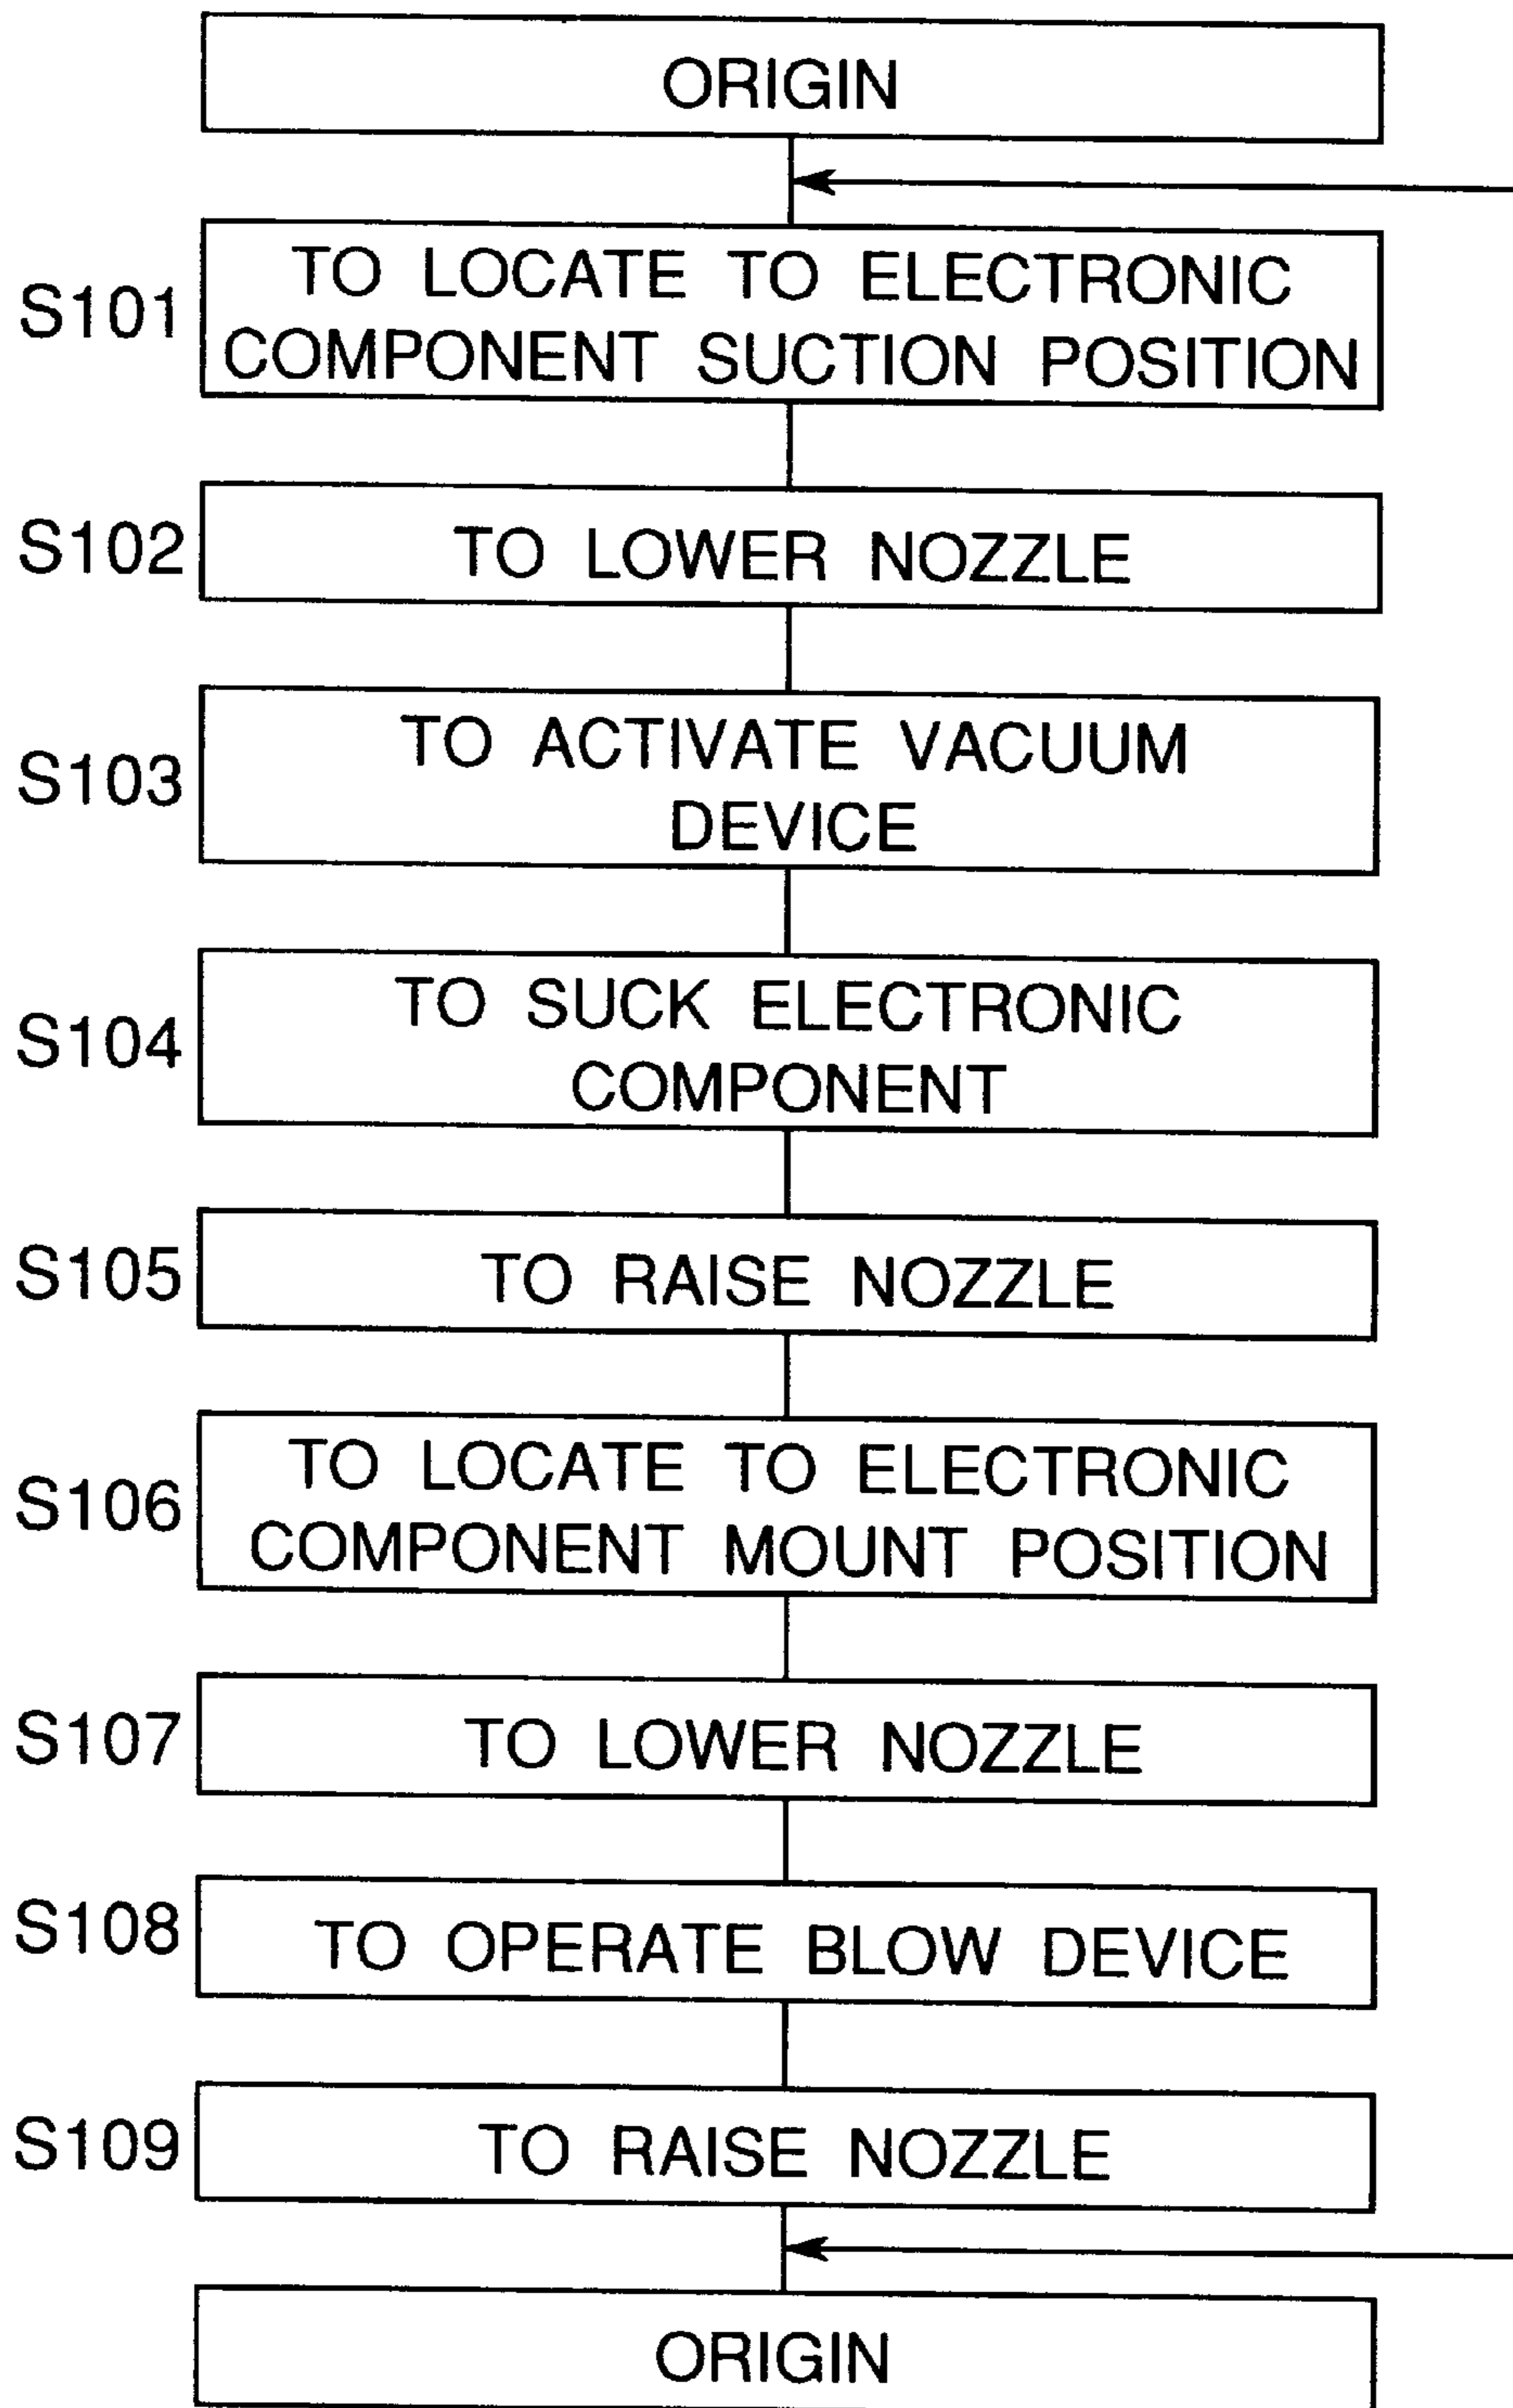 ORIGIN
S101
TO LOCATE TO ELECTRONIC
COMPONENT SUCTION POSITION
S102
TO LOWER NOZZLE
S103
TO ACTIVATE VACUUM
DEVICE
S104
TO SUCK ELECTRONIC
COMPONENT
S105
TO RAISE NOZZLE
S106
TO LOCATE TO ELECTRONIC
COMPONENT MOUNT POSITION
S107
TO LOWER NOZZLE
S108
TO OPERATE BLOW DEVICE
S109
TO RAISE NOZZLE
ORIGIN